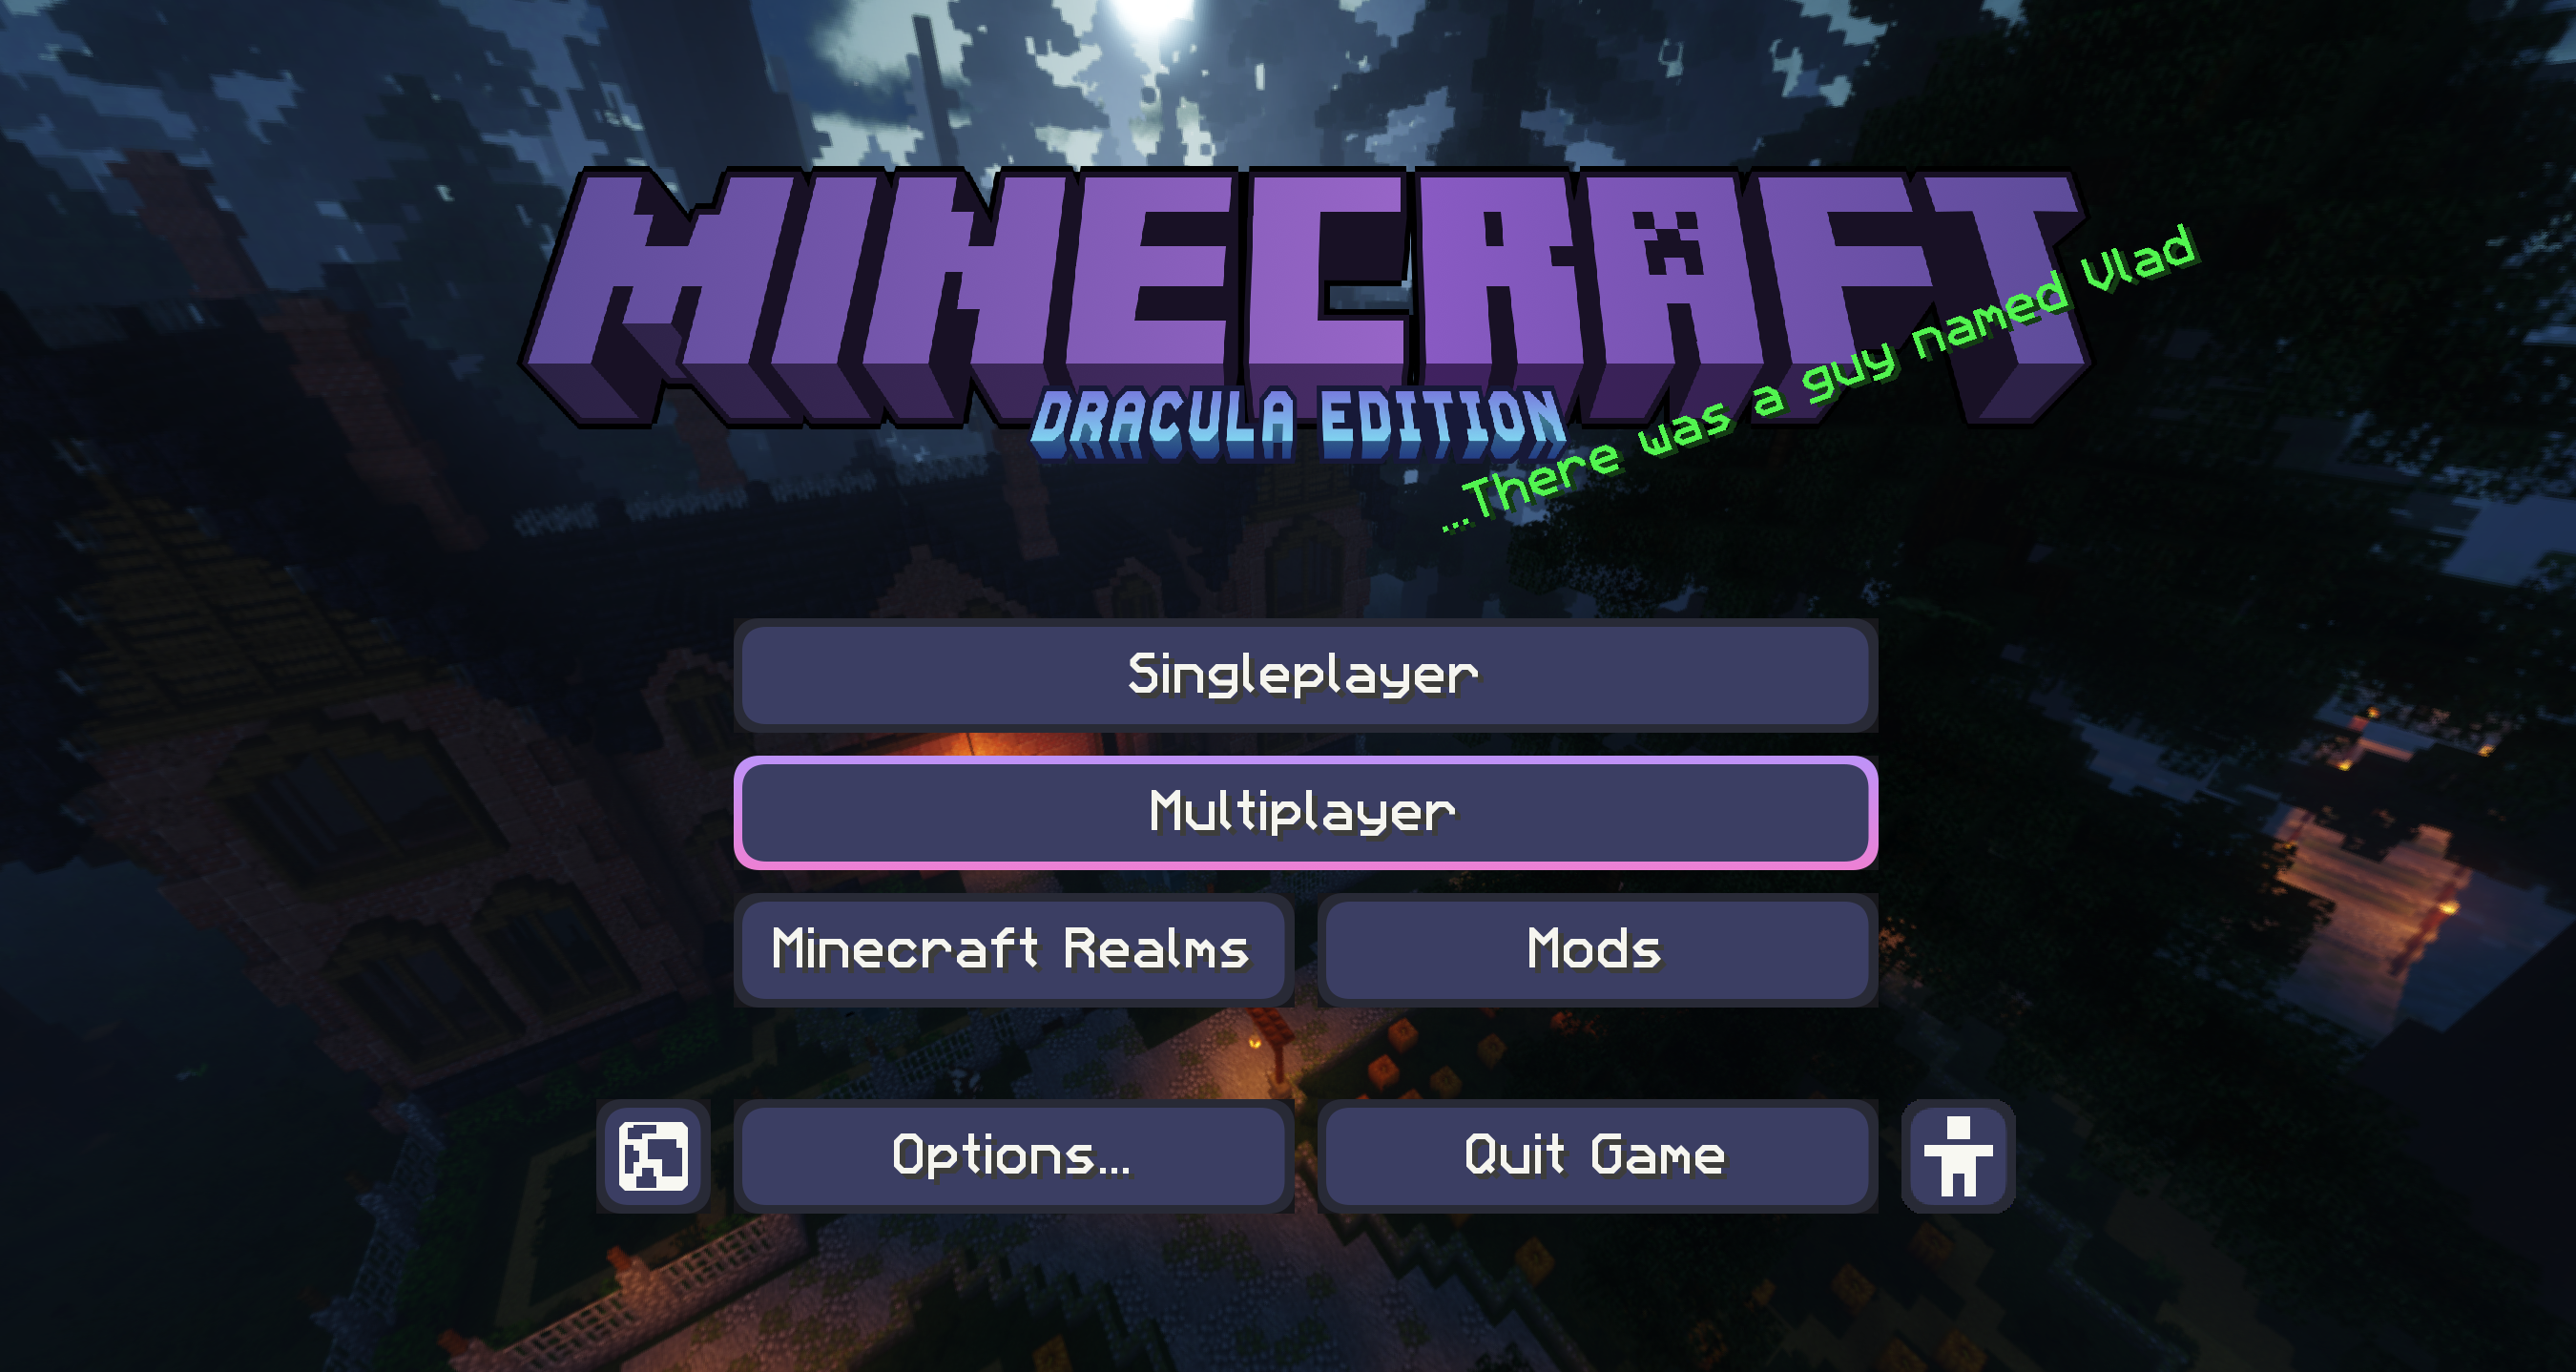 MINECRAFT
DRACULA EDITION
...There was a guy named Vlad
Singleplayer
Multiplayer
Minecraft Realms
Mods
Options...
Quit Game